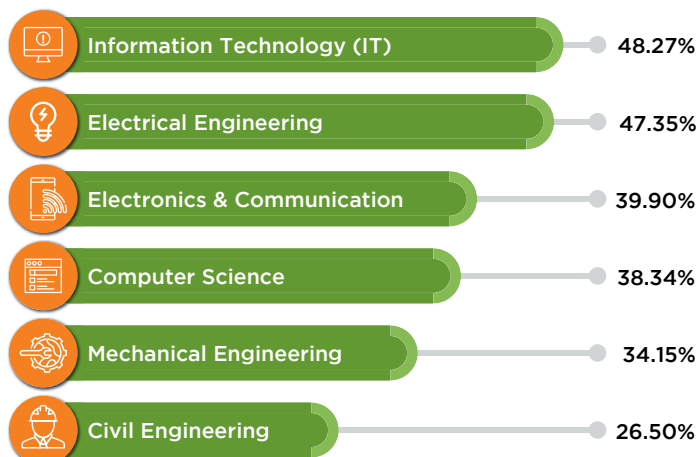 Information Technology (IT) 48.27%
Electrical Engineering 47.35%
Electronics & Communication 39.90%
Computer Science 38.34%
Mechanical Engineering 34.15%
Civil Engineering 26.50%